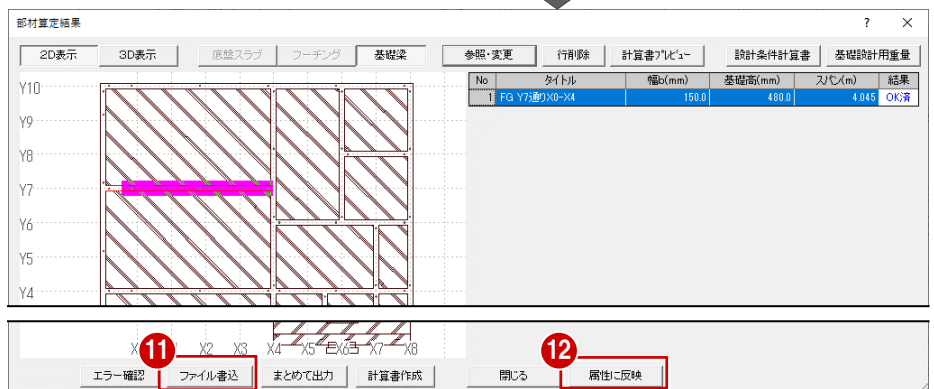 部材算定結果 ? ×
2D表示 3D表示 底盤スラブ フーチング 基礎梁 参照・変更 行削除 計算書プレビュー 設計条件計算書 基礎設計用重量
No タイトル 幅b(mm) 基礎高(mm) スパン(m) 結果
1 FG Y7通りX0-X4 150.0 480.0 4.045 OK済
Y10
Y9
Y8
Y7
Y6
Y5
Y4
X2 X3 X4 X5 X6 X7 X8
11 12
エラー確認 ファイル書込 まとめて出力 計算書作成 閉じる 属性に反映